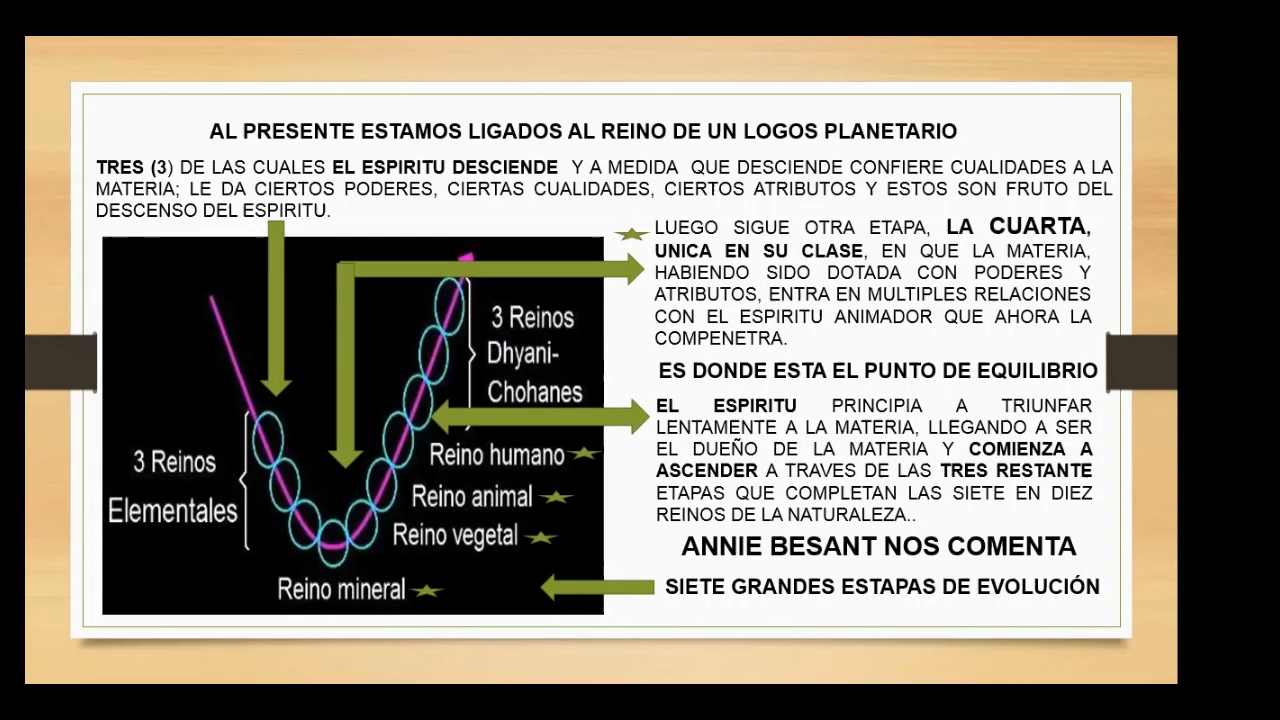 AL PRESENTE ESTAMOS LIGADOS AL REINO DE UN LOGOS PLANETARIO
TRES (3) DE LAS CUALES EL ESPIRITU DESCIENDE Y A MEDIDA QUE DESCIENDE CONFIERE CUALIDADES A LA
MATERIA; LE DA CIERTOS PODERES, CIERTAS CUALIDADES, CIERTOS ATRIBUTOS Y ESTOS SON FRUTO DEL
DESCENSO DEL ESPIRITU.
LUEGO SIGUE OTRA ETAPA, LA CUARTA,
UNICA EN SU CLASE, EN QUE LA MATERIA,
HABIENDO SIDO DOTADA CON PODERES Y
ATRIBUTOS, ENTRA EN MULTIPLES RELACIONES
CON EL ESPIRITU ANIMADOR QUE AHORA LA
COMPENETRA.
ES DONDE ESTA EL PUNTO DE EQUILIBRIO
EL ESPIRITU PRINCIPIA A TRIUNFAR
LENTAMENTE A LA MATERIA, LLEGANDO A SER
EL DUEÑO DE LA MATERIA Y COMIENZA A
ASCENDER A TRAVES DE LAS TRES RESTANTE
ETAPAS QUE COMPLETAN LAS SIETE EN DIEZ
REINOS DE LA NATURALEZA..
ANNIE BESANT NOS COMENTA
SIETE GRANDES ESTAPAS DE EVOLUCIÓN
3 Reinos
Dhyani-
Chohanes
3 Reinos
Elementales
Reino humano
Reino animal
Reino vegetal
Reino mineral